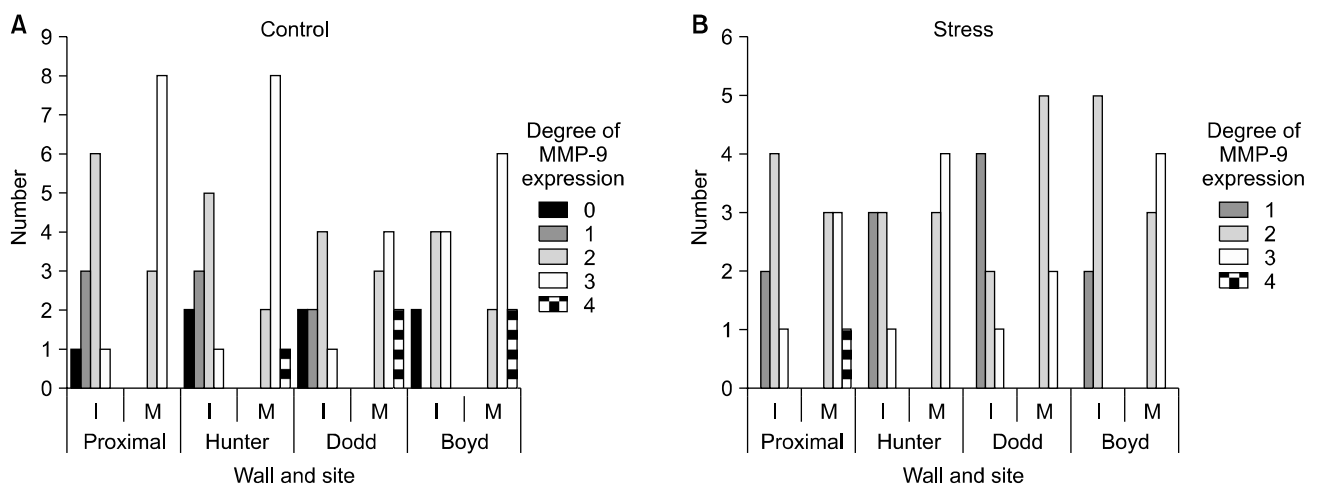 A
Control
9
8
7
6
5
4
3
2
1
0
Number
I M I M I M I M
Proximal Hunter Dodd Boyd
Wall and site
Degree of
MMP-9
expression
0
1
2
3
4
B
Stress
6
5
4
3
2
1
0
Number
I M I M I M I M
Proximal Hunter Dodd Boyd
Wall and site
Degree of
MMP-9
expression
1
2
3
4